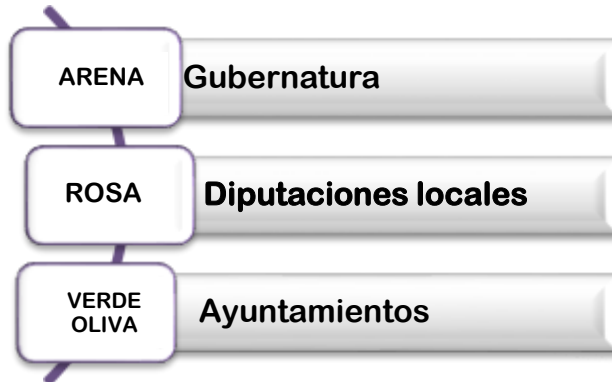 ARENA
Gubernatura
ROSA
Diputaciones locales
VERDE
OLIVA
Ayuntamientos